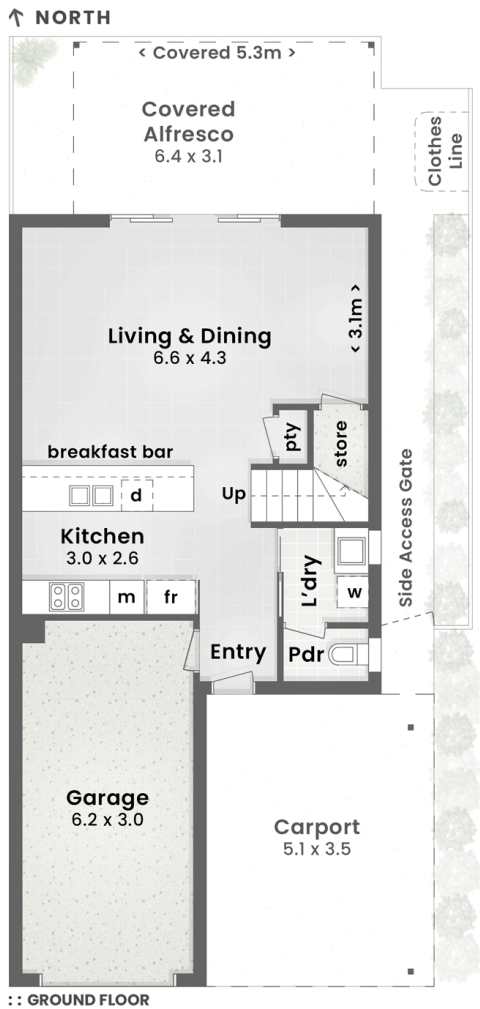 NORTH
< Covered 5.3m >
Covered
Alfresco
6.4 x 3.1
Clothes
Line
< 3.1m >
Living & Dining
6.6 x 4.3
pty
store
breakfast bar
d
Up
Side Access Gate
Kitchen
3.0 x 2.6
L'dry
m
fr
w
Entry
Pdr
Garage
6.2 x 3.0
Carport
5.1 x 3.5
:: GROUND FLOOR